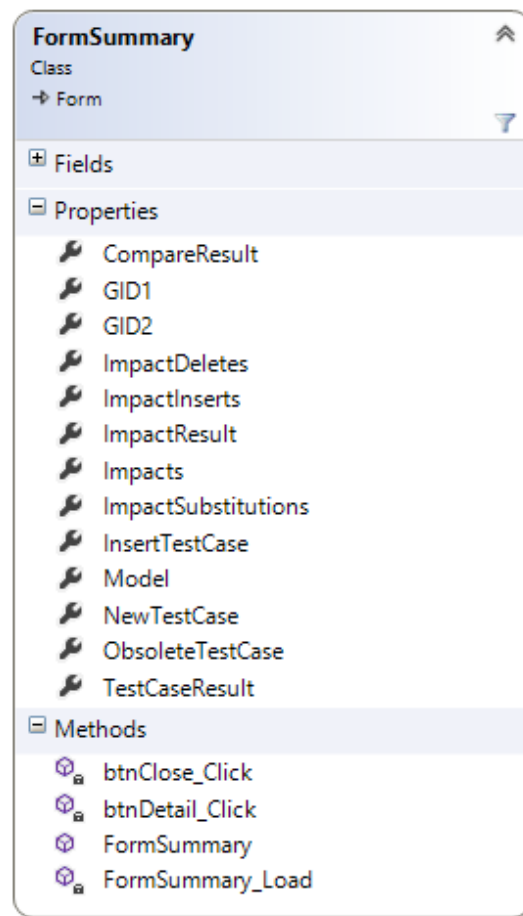 FormSummary
Class
Form
Fields
Properties
CompareResult
GID1
GID2
ImpactDeletes
ImpactInserts
ImpactResult
Impacts
ImpactSubstitutions
InsertTestCase
Model
NewTestCase
ObsoleteTestCase
TestCaseResult
Methods
btnClose_Click
btnDetail_Click
FormSummary
FormSummary_Load